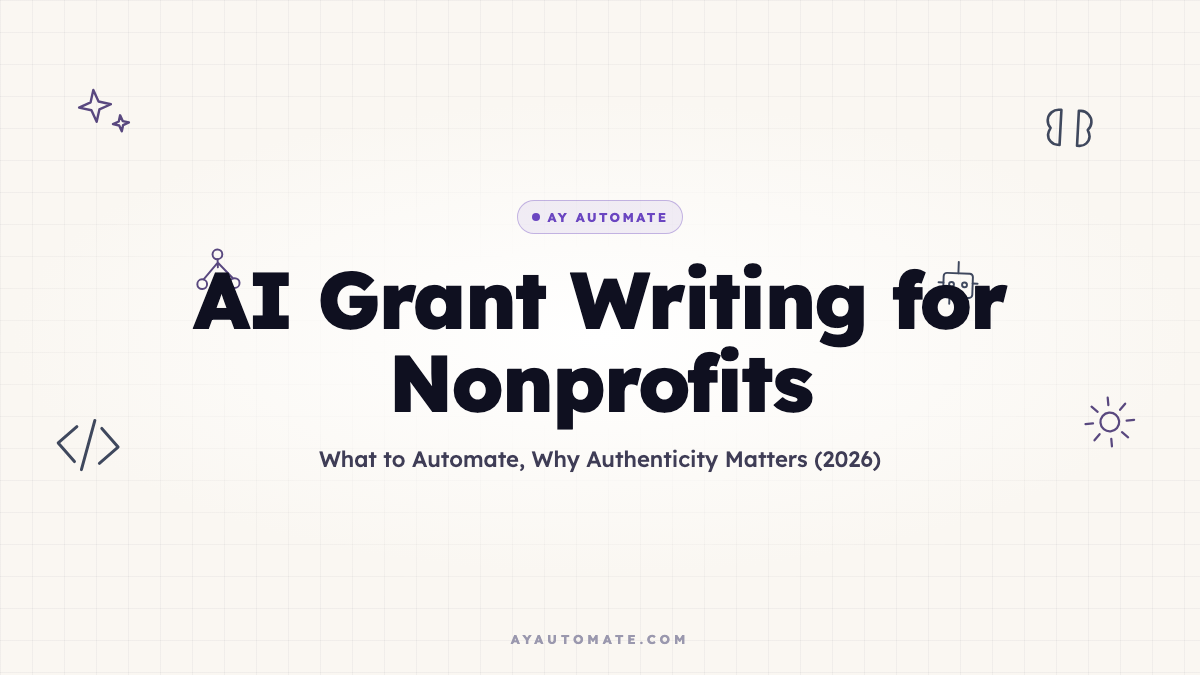 AY AUTOMATE
AI Grant Writing for
Nonprofits
What to Automate, Why Authenticity Matters (2026)
AYAUTOMATE.COM